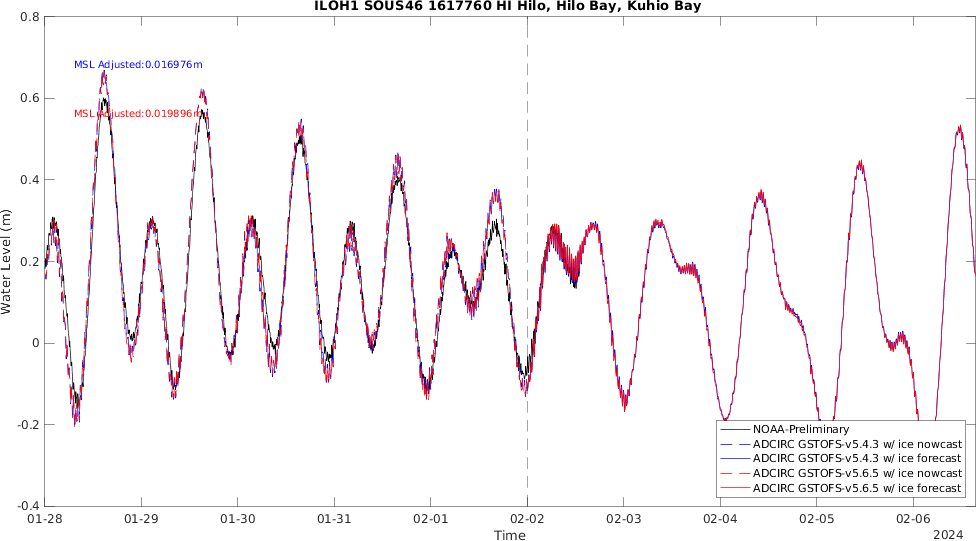 ILOH1 SOUS46 1617760 HI Hilo, Hilo Bay, Kuhio Bay
0.8
0.6
0.4
0.2
0
-0.2
-0.4
Water Level (m)
MSL Adjusted:0.016976m
MSL Adjusted:0.019896m
NOAA-Preliminary
ADCIRC GSTOFS-v5.4.3 w/ ice nowcast
ADCIRC GSTOFS-v5.4.3 w/ ice forecast
ADCIRC GSTOFS-v5.6.5 w/ ice nowcast
ADCIRC GSTOFS-v5.6.5 w/ ice forecast
01-28 01-29 01-30 01-31 02-01 02-02 02-03 02-04 02-05 02-06
Time
2024